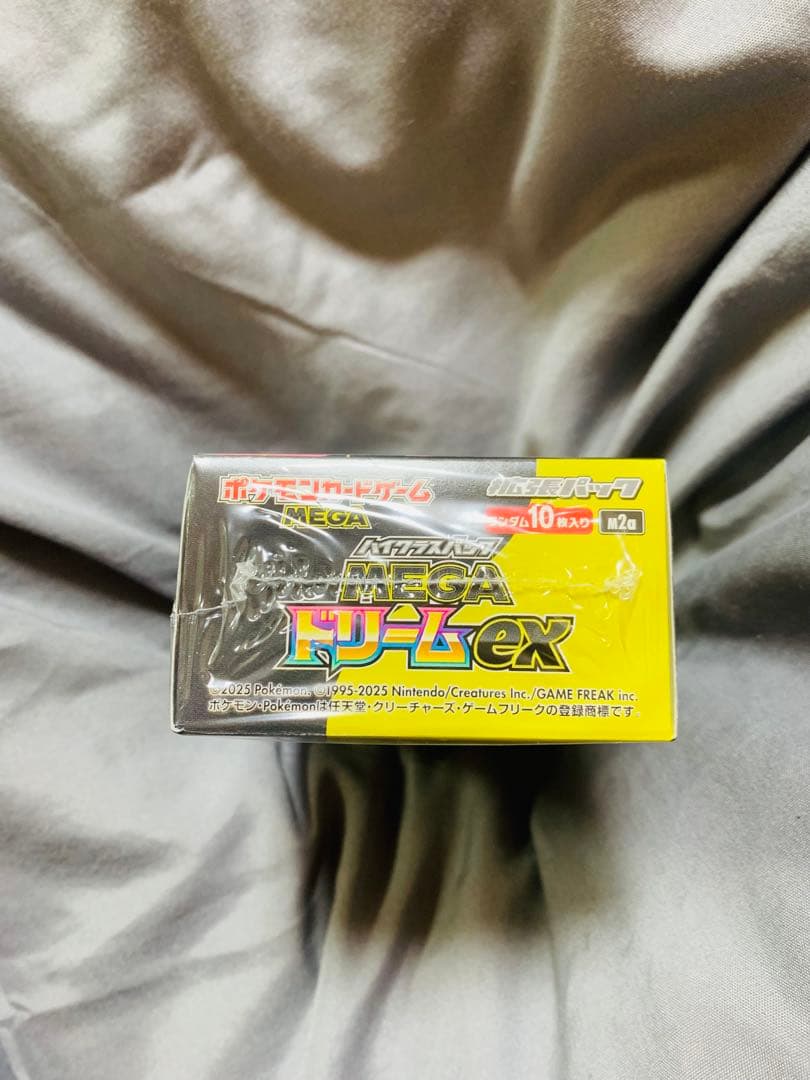 ポケモンカードゲーム
MEGA
拡張パック
ランダム10枚入り M2a
ハイクラスパック
MEGA
ドリームex
©2025 Pokémon. ©1995-2025 Nintendo/Creatures Inc./GAME FREAK inc.
ポケモン・Pokémonは任天堂・クリーチャーズ・ゲームフリークの登録商標です。